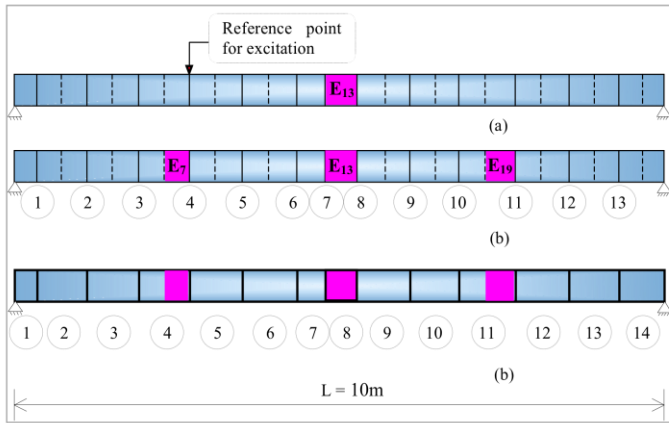 Reference point
for excitation
E13
(a)
E7 E13 E19
1 2 3 4 5 6 7 8 9 10 11 12 13
(b)
1 2 3 4 5 6 7 8 9 10 11 12 13 14
(b)
L = 10m